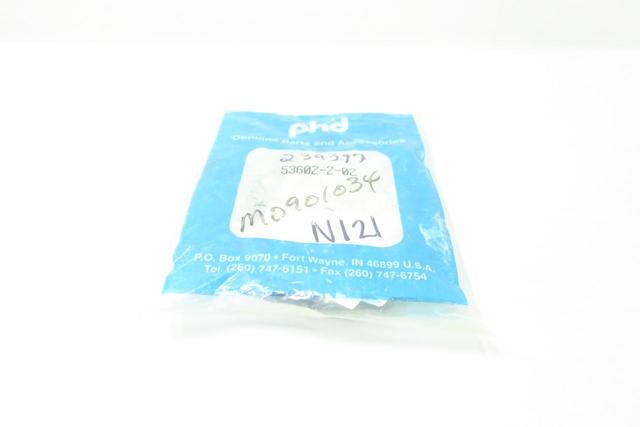 phd
Genuine Parts and Accessories
239377
53602-2-02
M0901034
N121
P.O. Box 9070 • Fort Wayne, IN 46899 U.S.A.
Tel. (260) 747-6151 • Fax (260) 747-6754